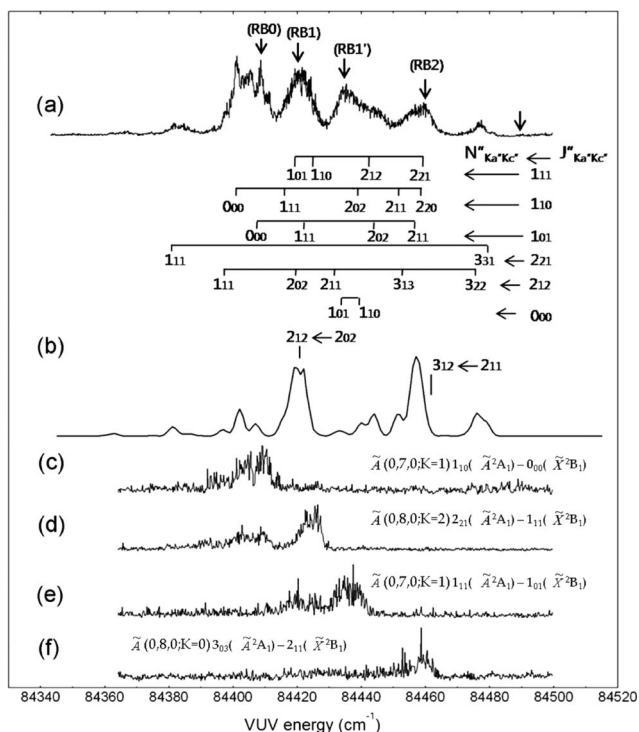 (RB0) (RB1) (RB1') (RB2)
(a)
N''Ka''Kc'' ← J''Ka''Kc''
1₀₁ 1₁₀ 2₁₂ 2₂₁ ← 1₁₁
0₀₀ 1₁₁ 2₀₂ 2₁₁ 2₂₀ ← 1₁₀
0₀₀ 1₁₁ 2₀₂ 2₁₁ ← 1₀₁
1₁₁ 3₃₁ ← 2₂₁
1₁₁ 2₀₂ 2₁₁ 3₁₃ 3₂₂ ← 2₁₂
1₀₁ 1₁₀ ← 0₀₀
(b) 2₁₂ ← 2₀₂
3₁₂ ← 2₁₁
(c) Ã (0,7,0;K=1) 1₁₀( òA₁) – 0₀₀( X̃²B₁)
(d) Ã (0,8,0;K=2) 2₂₁( òA₁) – 1₁₁( X̃²B₁)
(e) Ã (0,7,0;K=1) 1₁₁( òA₁) – 1₀₁( X̃²B₁)
(f) Ã (0,8,0;K=0) 3₀₃( òA₁) – 2₁₁( X̃²B₁)
84340 84360 84380 84400 84420 84440 84460 84480 84500 84520
VUV energy (cm⁻¹)